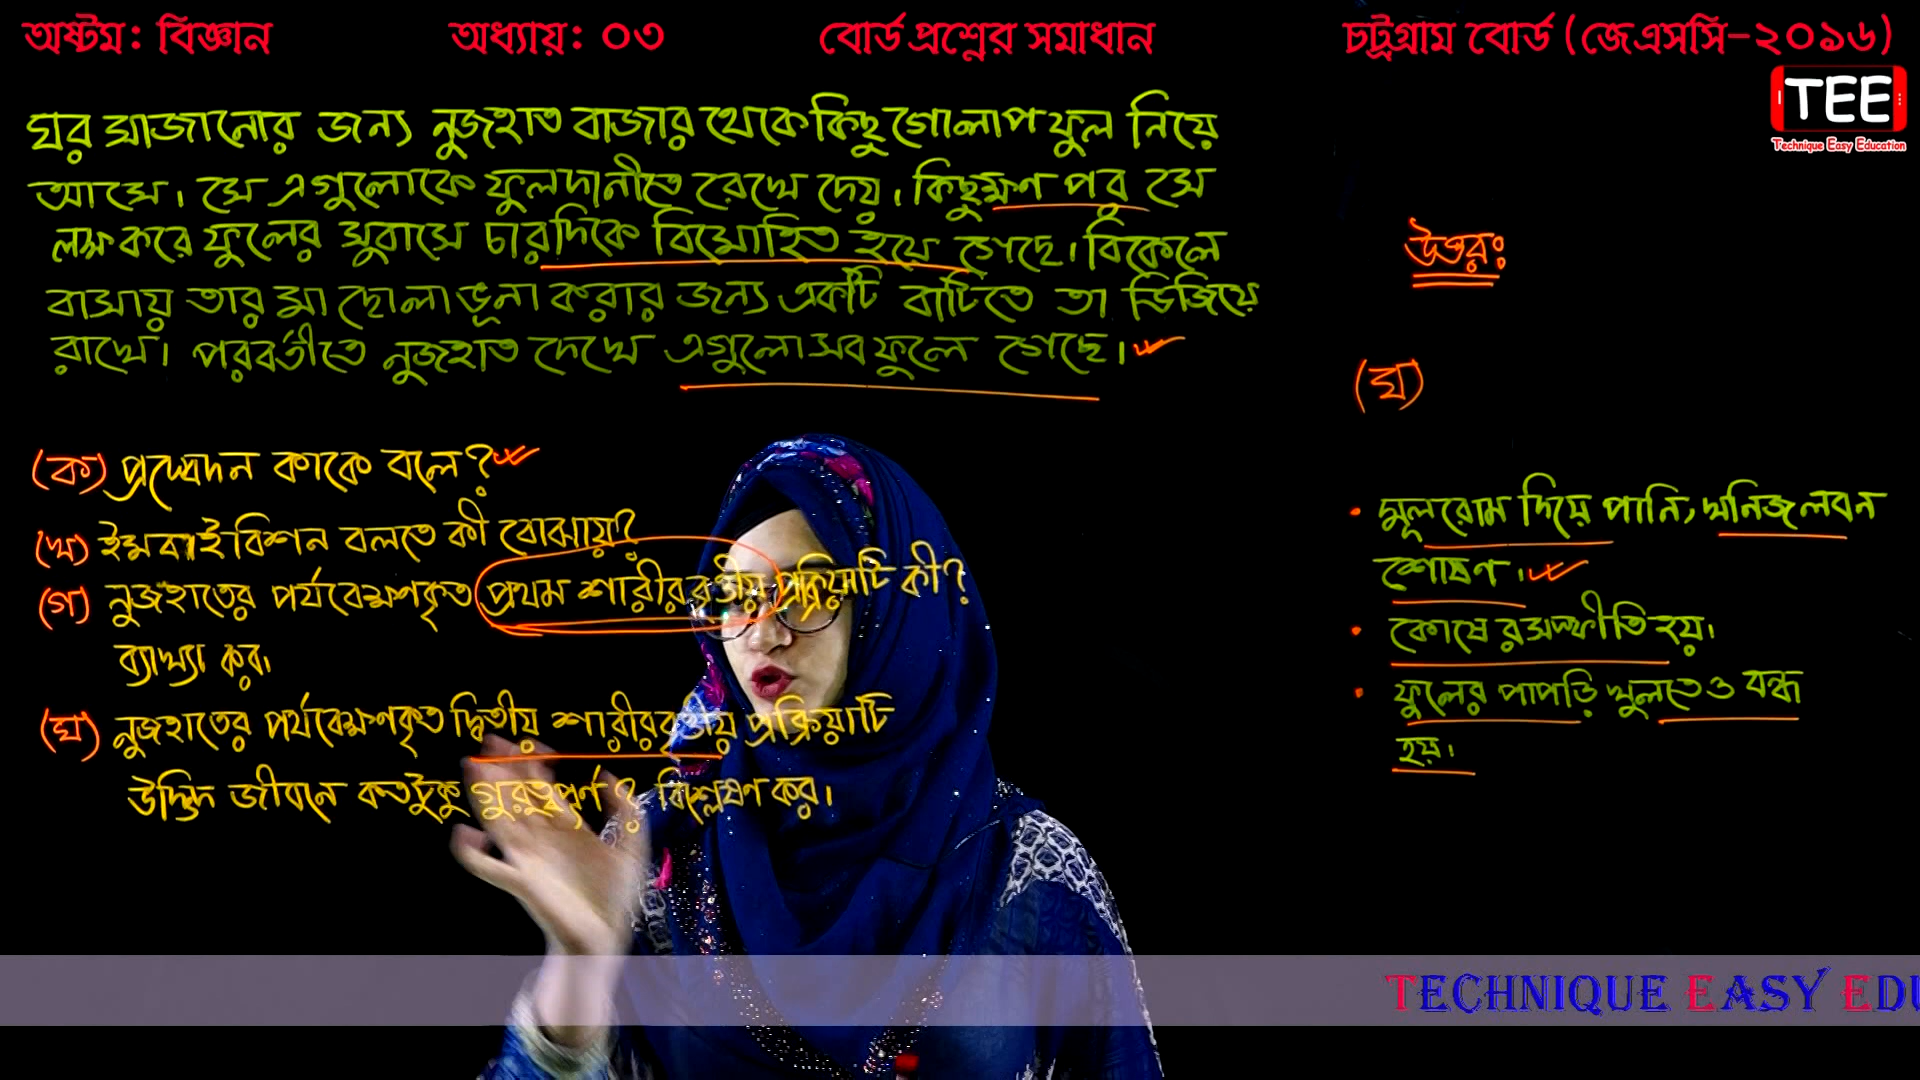 অষ্টম: বিজ্ঞান
অধ্যায়: ০৩
বোর্ড প্রশ্নের সমাধান
চট্রগ্রাম বোর্ড (জেএসসি-২০১৬)
TEE
Technique Easy Education
ঘর সাজানোর জন্য নুজহাত বাজার থেকে কিছু গোলাপ ফুল নিয়ে
আসে। সে এগুলোকে ফুলদানীতে রেখে দেয়। কিছুক্ষণ পর সে
লক্ষ করে ফুলের সুবাসে চারদিকে বিমোহিত হয়ে গেছে। বিকেলে
বাসায় তার মা ছোলা ভূনা করার জন্য একটি বাটিতে তা ভিজিয়ে
রাখে। পরবর্তীতে নুজহাত দেখে এগুলো সব ফুলে গেছে।
(ক) প্রস্বেদন কাকে বলে?
(খ) ইমবাইবিশন বলতে কী বোঝায়?
(গ) নুজহাতের পর্যবেক্ষণকৃত প্রথম শারীরবৃত্তীয় প্রক্রিয়াটি কী?
ব্যাখ্যা কর।
(ঘ) নুজহাতের পর্যবেক্ষণকৃত দ্বিতীয় শারীরবৃত্তীয় প্রক্রিয়াটি
উদ্ভিদ জীবনে কতটুকু গুরুত্বপূর্ণ? বিশ্লেষণ কর।
উত্তর:
(ঘ)
• মূলরোম দিয়ে পানি, খনিজ লবন
শোষণ।
• কোষে রসস্ফীতি হয়।
• ফুলের পাপড়ি খুলতেও বন্ধ
হয়।
TECHNIQUE EASY EDU